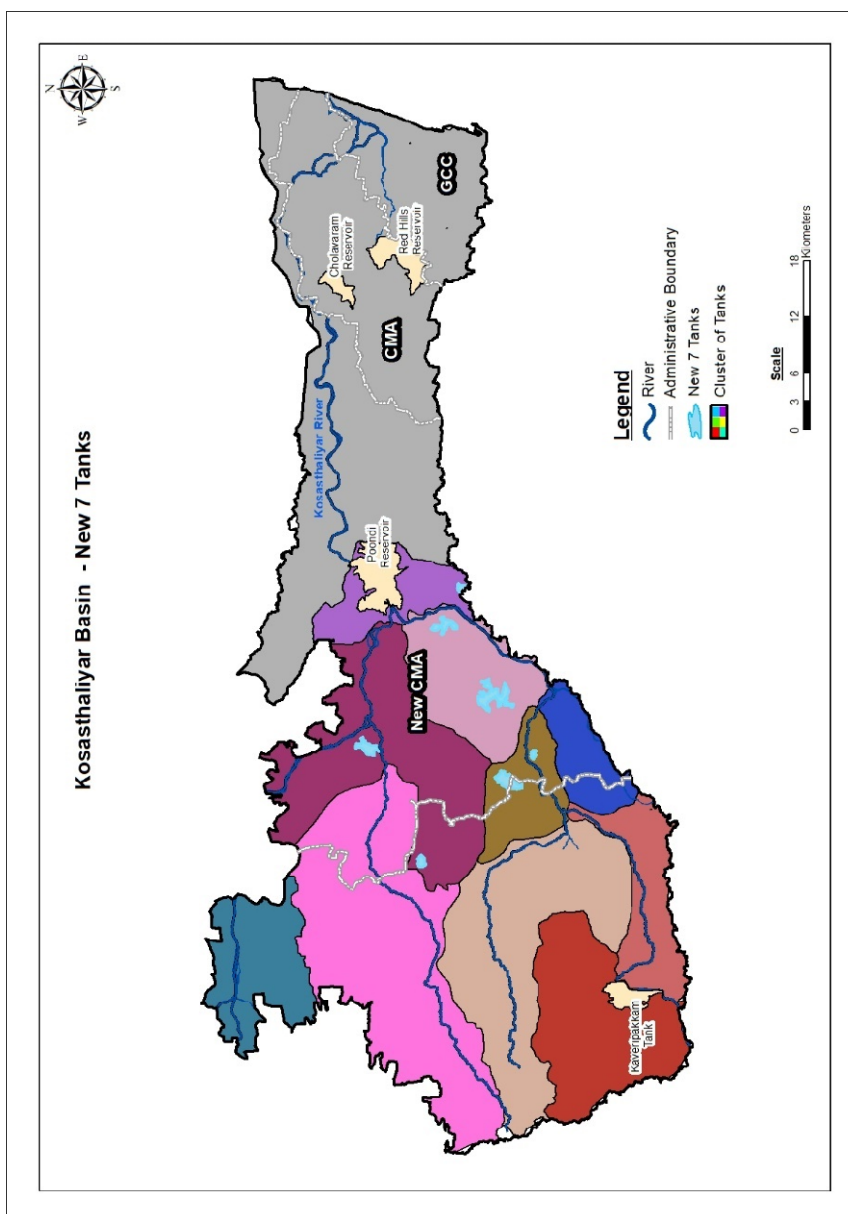 Kosasthaliyar Basin - New 7 Tanks
N
E
S
W
Cholavaram
Reservoir
Red Hills
Reservoir
GCC
CMA
Kosasthaliyar River
Poondi
Reservoir
New CMA
Kaveripakkam
Tank
Legend
River
Administrative Boundary
New 7 Tanks
Cluster of Tanks
Scale
0 3 6 12 18
Kilometers